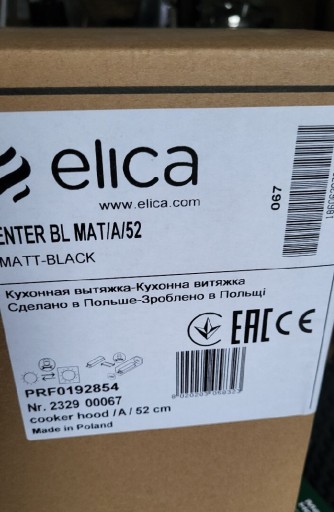 elica
www.elica.com
067
ENTER BL MAT/A/52
MATT-BLACK
Кухонная вытяжка-Кухонна витяжка
Сделано в Польше-Зроблено в Польщі
EAC CE
PRF0192854
Nr. 2329 00067
cooker hood /A / 52 cm
Made in Poland